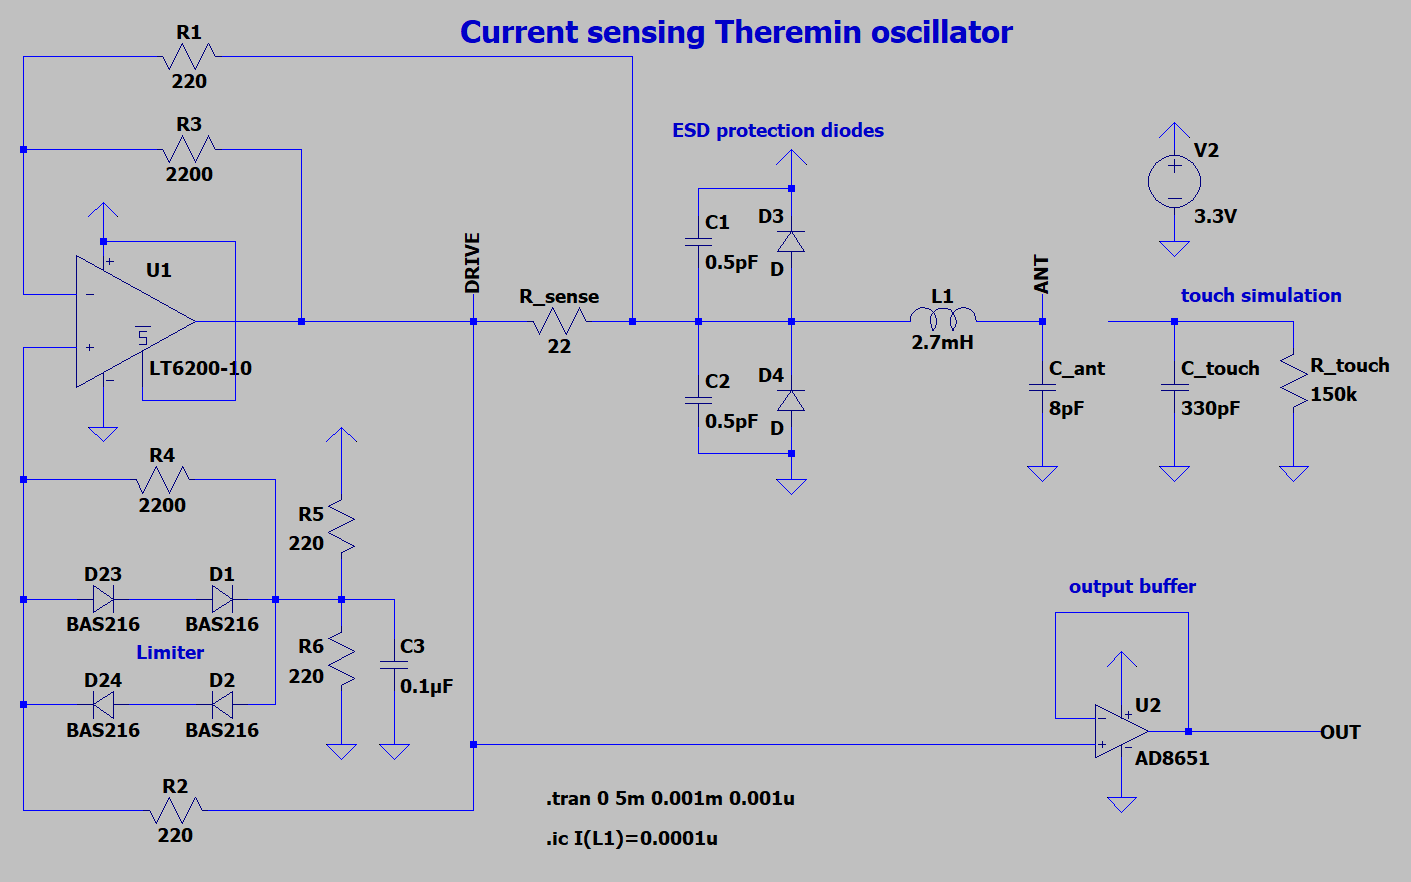 Current sensing Theremin oscillator
R1
220
R3
2200
ESD protection diodes
V2
3.3V
C1
0.5pF
D3
D
U1
LT6200-10
DRIVE
R_sense
22
L1
2.7mH
ANT
touch simulation
C2
0.5pF
D4
D
C_ant
8pF
C_touch
330pF
R_touch
150k
R4
2200
R5
220
D23
BAS216
D1
BAS216
Limiter
R6
220
C3
0.1µF
D24
BAS216
D2
BAS216
output buffer
U2
AD8651
OUT
R2
220
.tran 0 5m 0.001m 0.001u
.ic I(L1)=0.0001u